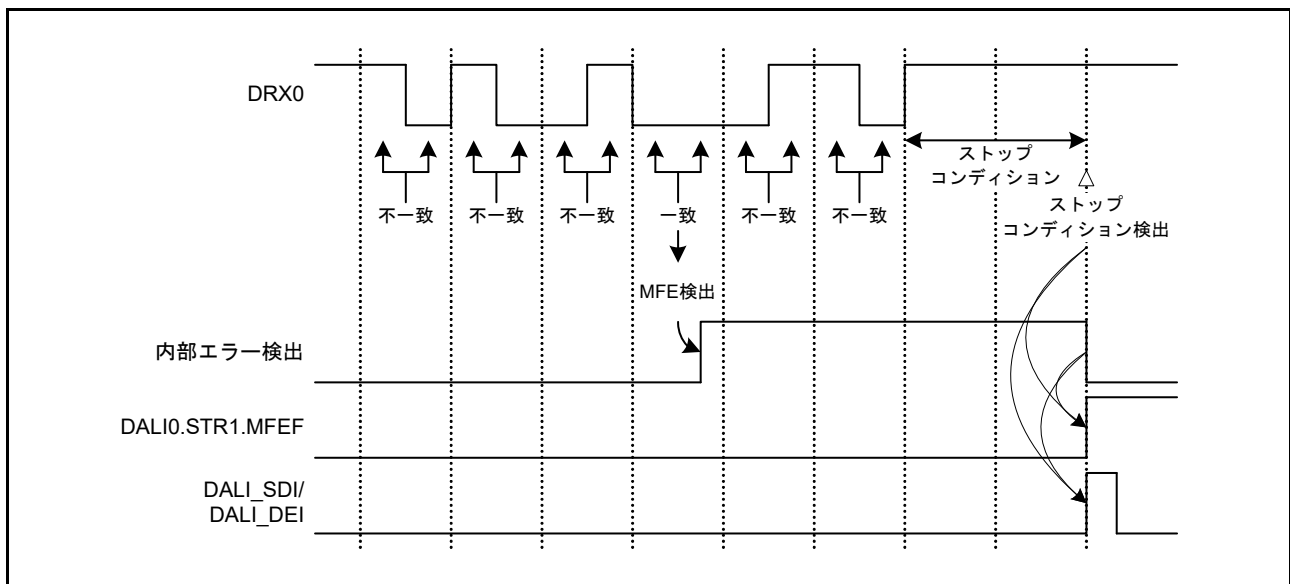 DRX0
ストップ
コンディション
ストップ
コンディション検出
不一致
不一致
不一致
一致
不一致
不一致
MFE検出
内部エラー検出
DALI0.STR1.MFEF
DALI_SDI/
DALI_DEI